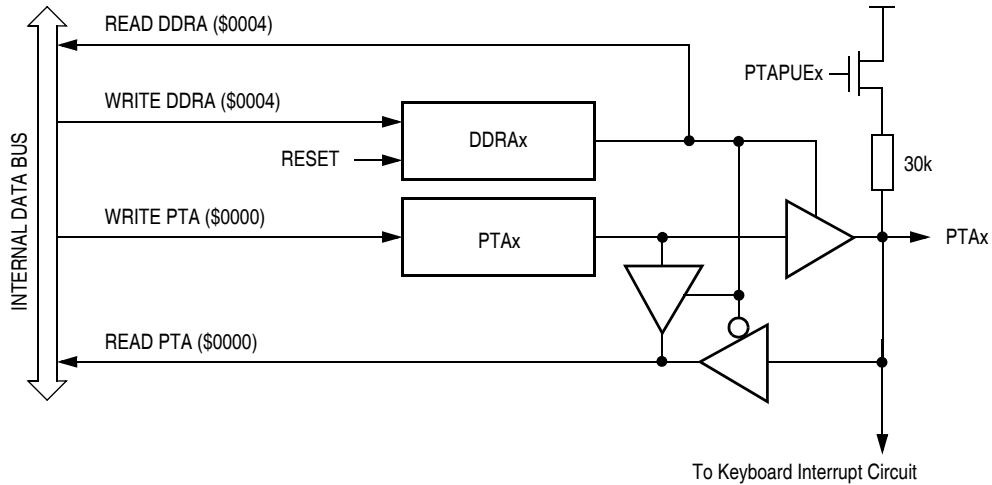 READ DDRA ($0004)
PTAPUEx
WRITE DDRA ($0004)
DDRAx
RESET
30k
INTERNAL DATA BUS
WRITE PTA ($0000)
PTAx
PTAx
READ PTA ($0000)
To Keyboard Interrupt Circuit